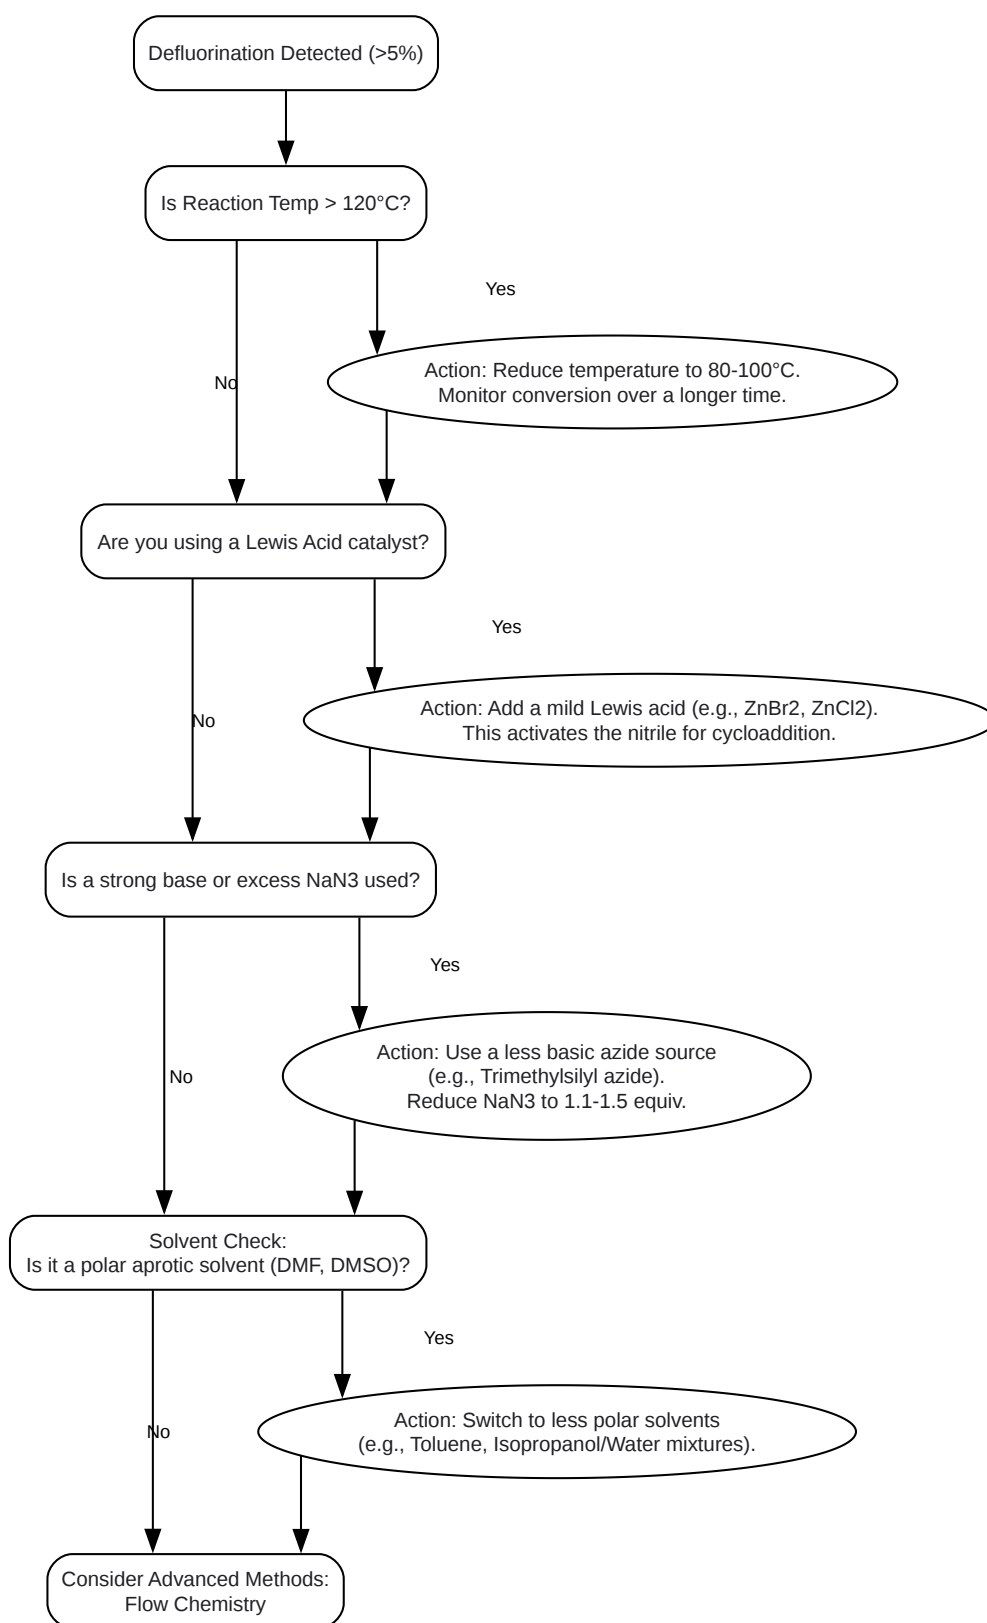 Defluorination Detected (>5%)
Is Reaction Temp > 120°C?
Yes
Action: Reduce temperature to 80-100°C.
Monitor conversion over a longer time.
No
Are you using a Lewis Acid catalyst?
Yes
Action: Add a mild Lewis acid (e.g., ZnBr2, ZnCl2).
This activates the nitrile for cycloaddition.
No
Is a strong base or excess NaN3 used?
Yes
Action: Use a less basic azide source
(e.g., Trimethylsilyl azide).
Reduce NaN3 to 1.1-1.5 equiv.
No
Solvent Check:
Is it a polar aprotic solvent (DMF, DMSO)?
Yes
Action: Switch to less polar solvents
(e.g., Toluene, Isopropanol/Water mixtures).
No
Consider Advanced Methods:
Flow Chemistry